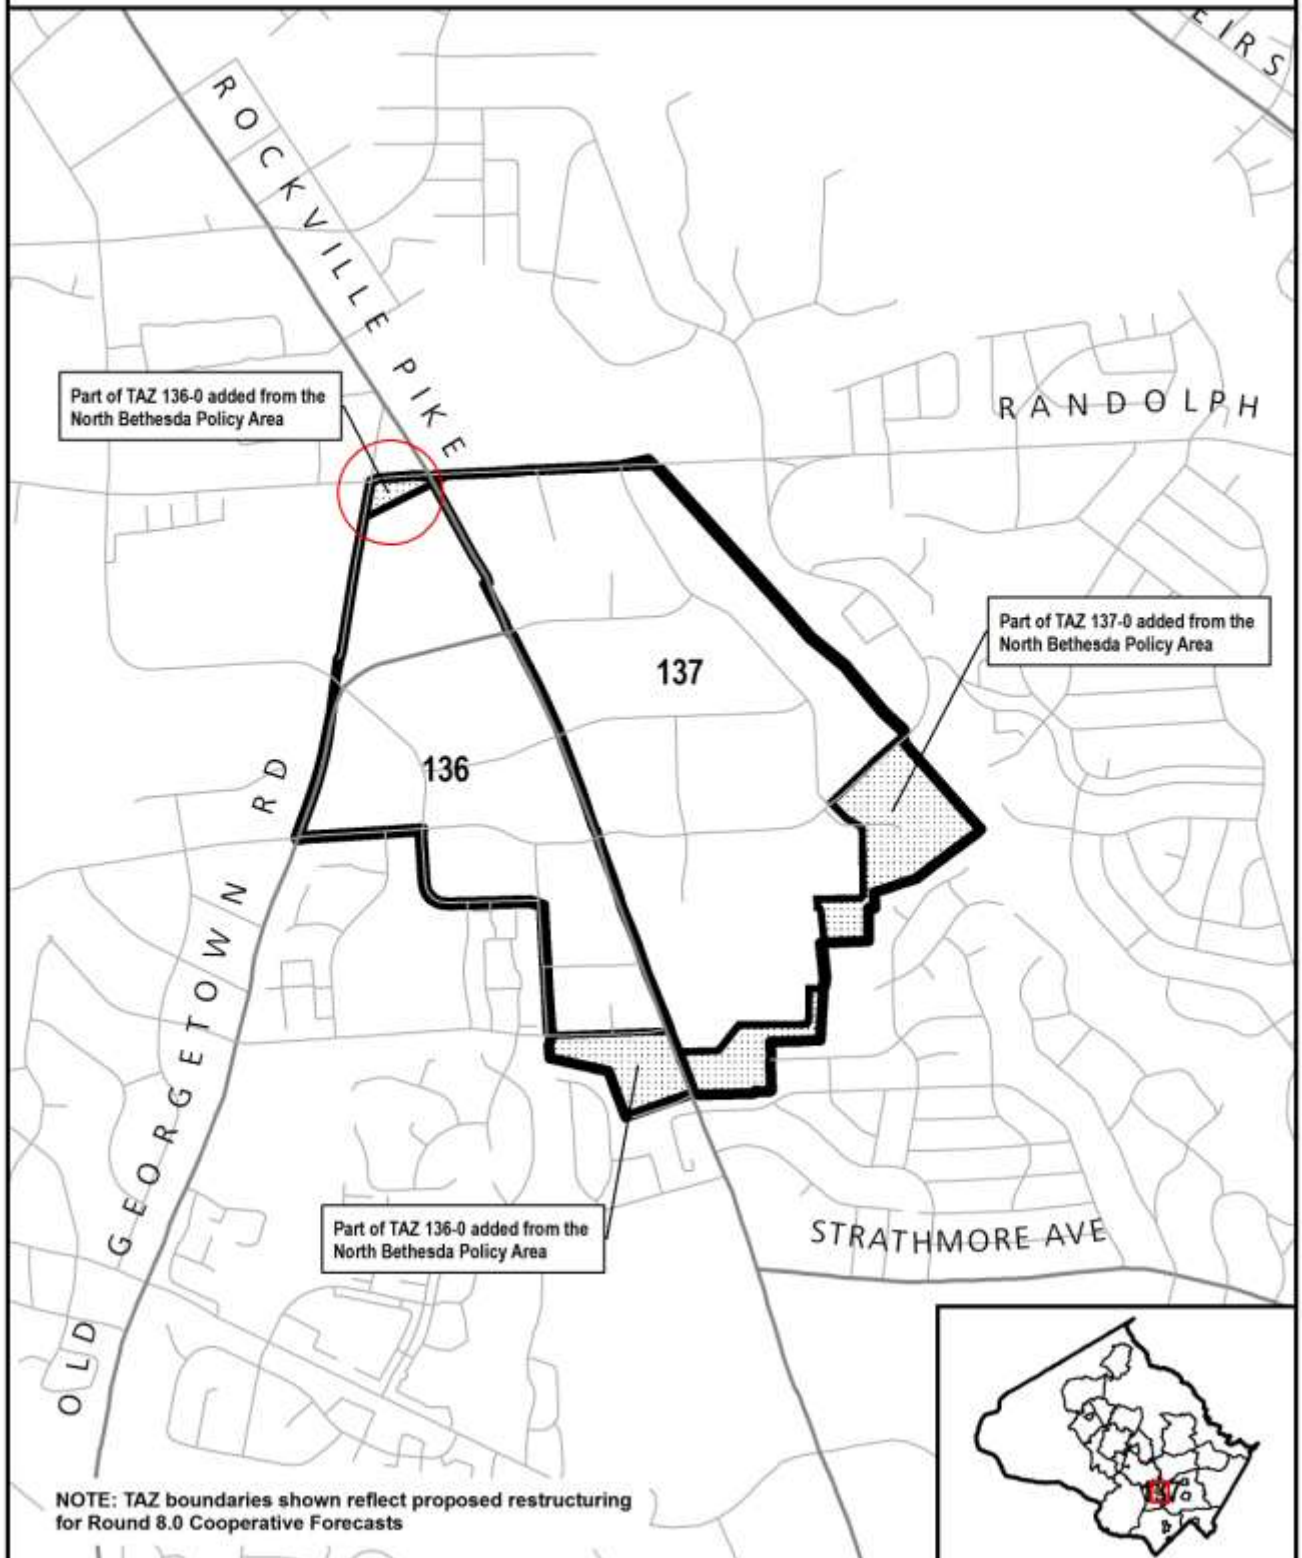 EIRS
ROCKVILLE PIKE
Part of TAZ 136-0 added from the
North Bethesda Policy Area
RANDOLPH
Part of TAZ 137-0 added from the
North Bethesda Policy Area
137
136
OLD GEORGETOWN RD
Part of TAZ 136-0 added from the
North Bethesda Policy Area
STRATHMORE AVE
NOTE: TAZ boundaries shown reflect proposed restructuring
for Round 8.0 Cooperative Forecasts